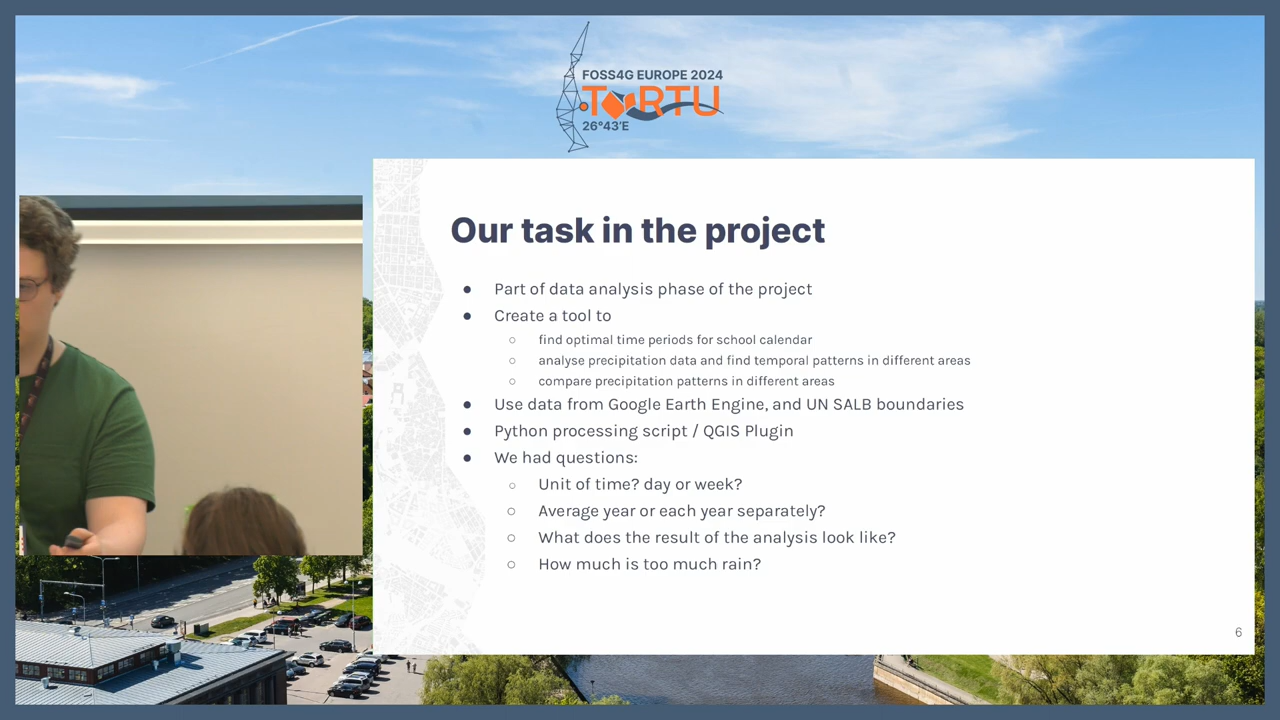 FOSS4G EUROPE 2024
TARTU
26°43'E
Our task in the project
● Part of data analysis phase of the project
● Create a tool to
○ find optimal time periods for school calendar
○ analyse precipitation data and find temporal patterns in different areas
○ compare precipitation patterns in different areas
● Use data from Google Earth Engine, and UN SALB boundaries
● Python processing script / QGIS Plugin
● We had questions:
○ Unit of time? day or week?
○ Average year or each year separately?
○ What does the result of the analysis look like?
○ How much is too much rain?
6